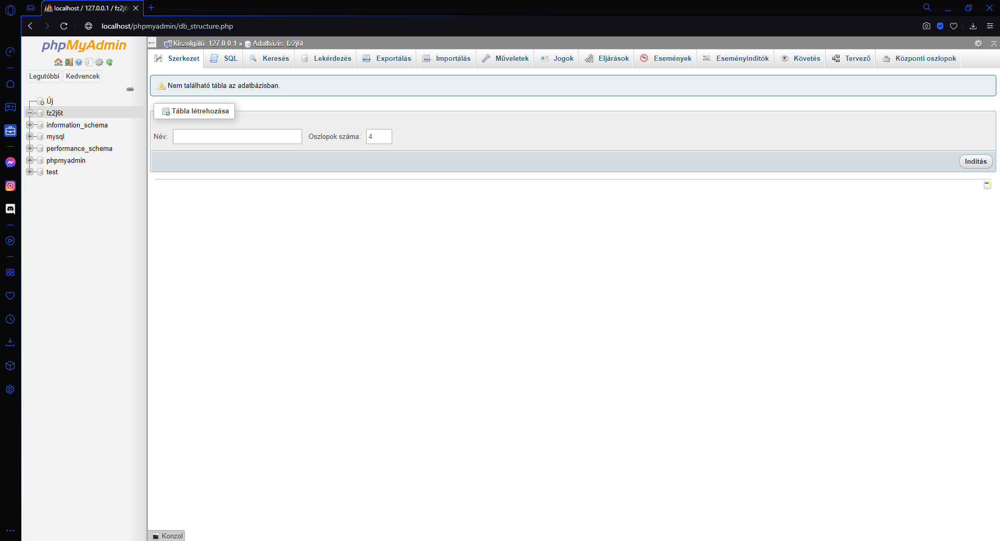 localhost / 127.0.0.1 / fz2j6
localhost/phpmyadmin/db_structure.php
phpMyAdmin
Legutóbbi Kedvencek
Új
fz2j6t
information_schema
mysql
performance_schema
phpmyadmin
test
Kiszolgáló: 127.0.0.1 » Adatbázis: fz2j6t
Szerkezet SQL Keresés Lekérdezés Exportálás Importálás Műveletek Jogok Eljárások Események Eseményindítók Követés Tervező Központi oszlopok
Nem található tábla az adatbázisban.
Tábla létrehozása
Név: Oszlopok száma: 4
Indítás
Konzol